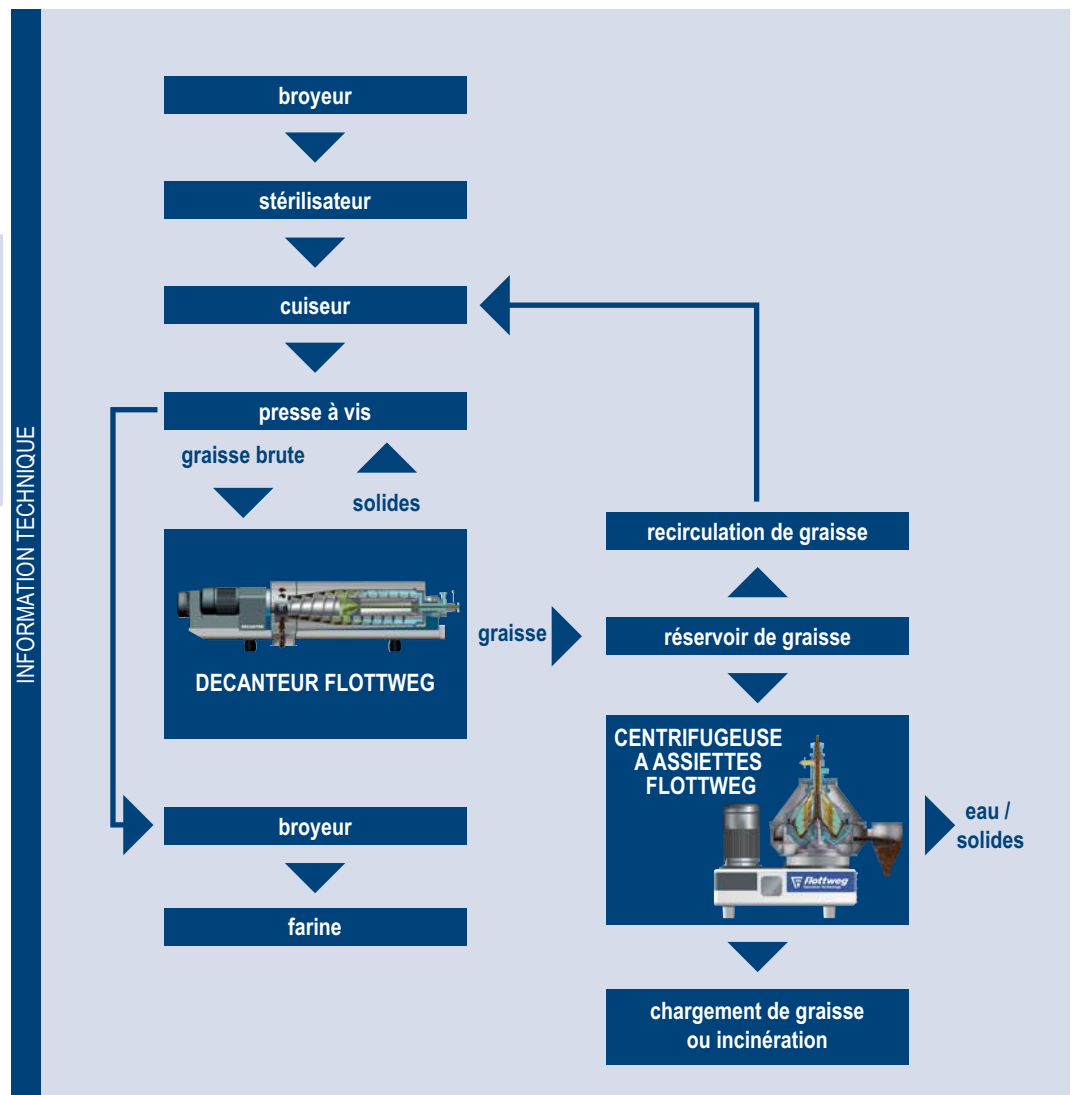 INFORMATION TECHNIQUE
broyeur
stérilisateur
cuiseur
presse à vis
graisse brute
solides
DECANTEUR FLOTTWEG
graisse
recirculation de graisse
réservoir de graisse
CENTRIFUGEUSE
A ASSIETTES
FLOTTWEG
Flottweg
eau /
solides
broyeur
farine
chargement de graisse
ou incinération